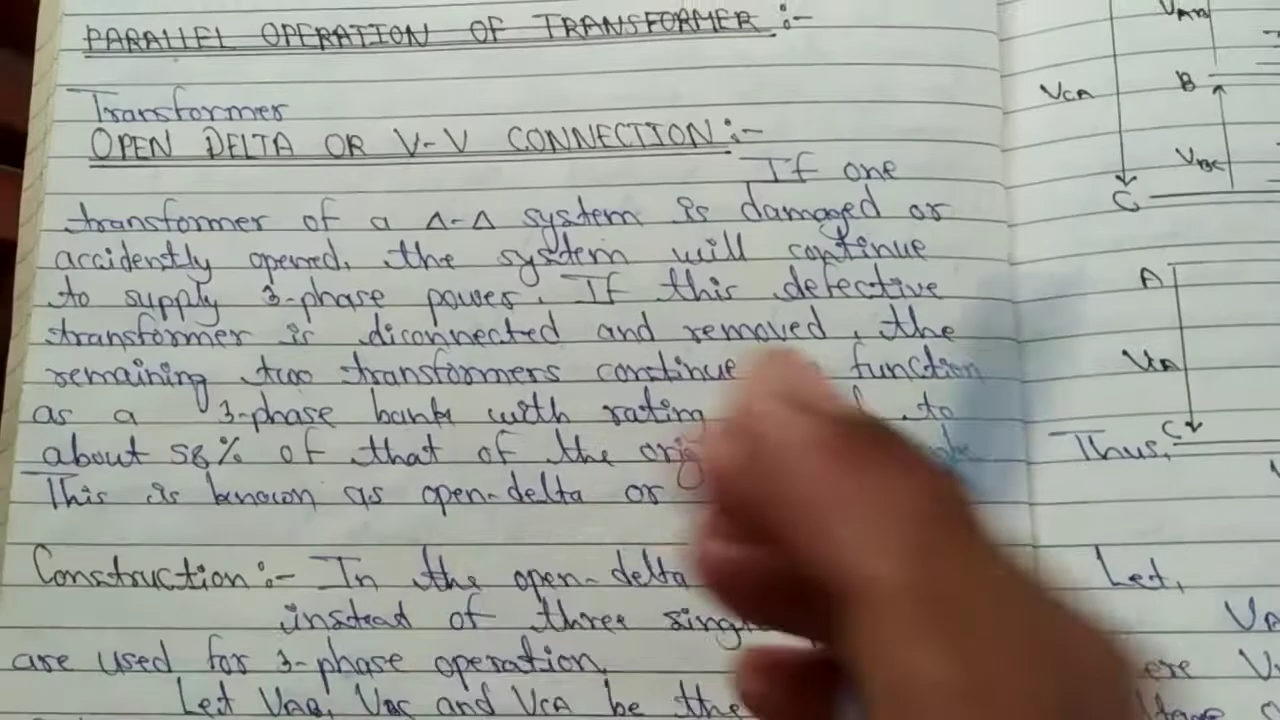 PARALLEL OPERATION OF TRANSFORMER :-
Transformer
OPEN DELTA OR V-V CONNECTION :-
If one
transformer of a Δ-Δ system is damaged or
accidently opened, the system will continue
to supply 3-phase power. If this defective
transformer is diconnected and removed, the
remaining two transformers continue function
as a 3-phase bank with rating to
about 58% of that of the
This is known as open-delta or
Construction :- In the open-delta
instead of three
are used for 3-phase operation.
Let VAB, VBC and VCA be the
VAB
VCA
B
VBC
C
A
C
Thus,
Let,